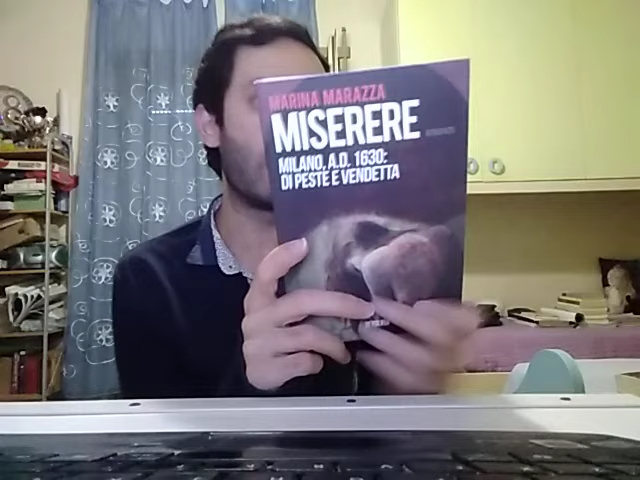 MARINA MARAZZA
MISERERE
MILANO, A.D. 1630:
DI PESTE E VENDETTA